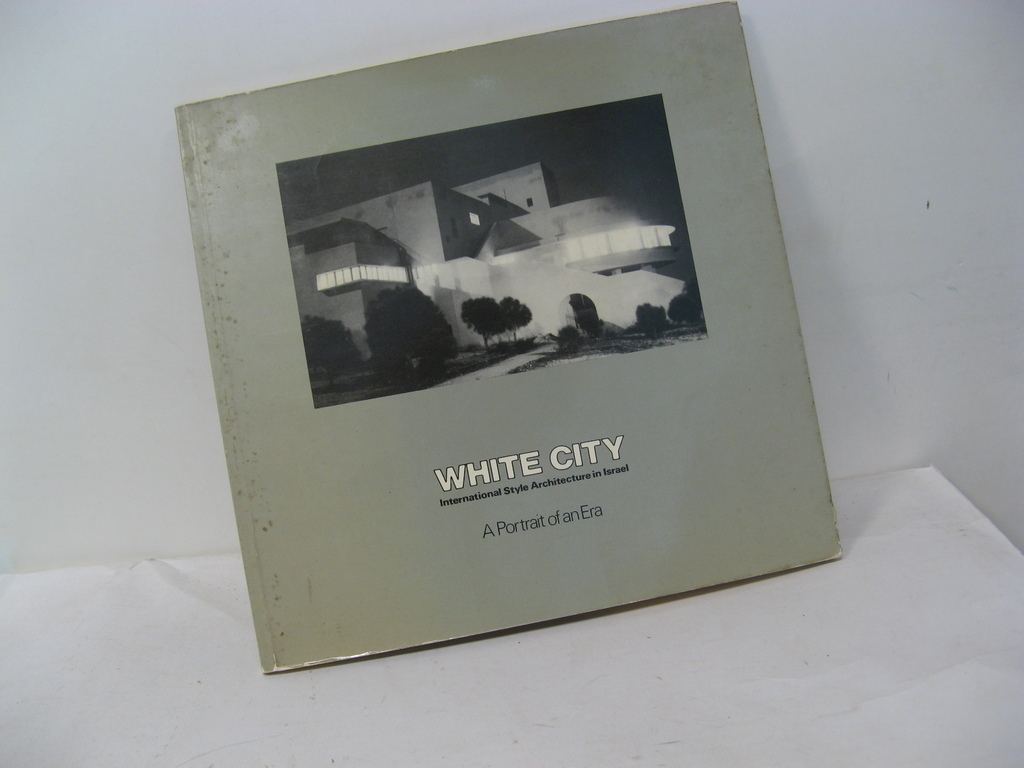 WHITE CITY
International Style Architecture in Israel
A Portrait of an Era